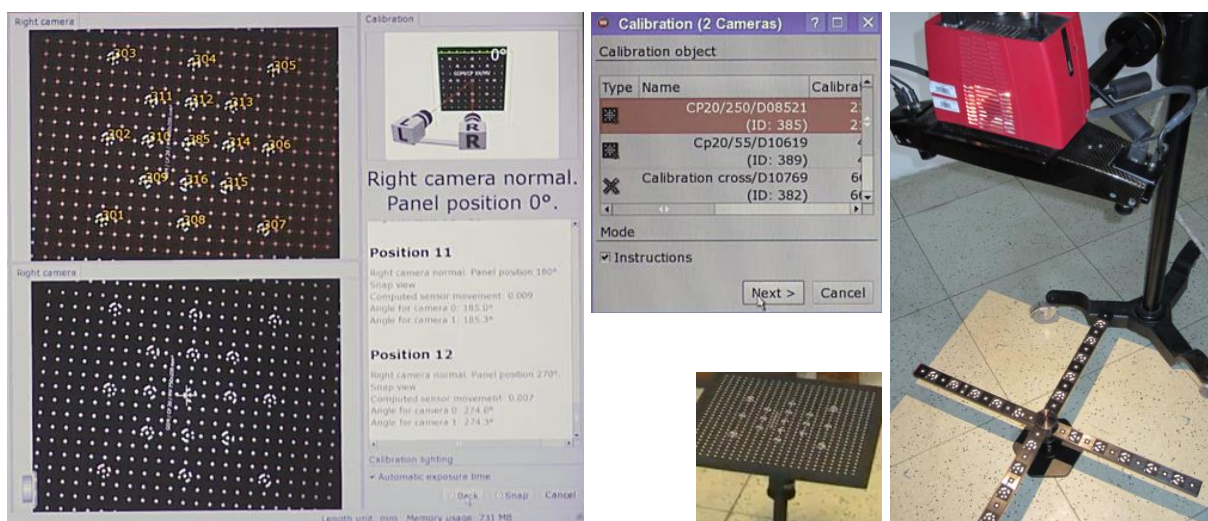 Right camera
303
304
305
311
312
313
302
310
385
314
306
309
316
315
301
308
307
Right camera
Calibration
0°
R
Right camera normal.
Panel position 0°.
Position 11
Right camera normal. Panel position 180°.
Snap view
Computed sensor movement: 0.009
Angle for camera 0: 185.0°
Angle for camera 1: 185.3°
Position 12
Right camera normal. Panel position 270°.
Snap view
Computed sensor movement: 0.007
Angle for camera 0: 274.0°
Angle for camera 1: 274.3°
Calibration lighting
Automatic exposure time
Back Snap Cancel
Length unit: mm Memory usage: 731 MB
Calibration (2 Cameras)
Calibration object
Type Name Calibrat
CP20/250/D08521
(ID: 385)
Cp20/55/D10619
(ID: 389)
Calibration cross/D10769
(ID: 382)
Mode
Instructions
Next > Cancel